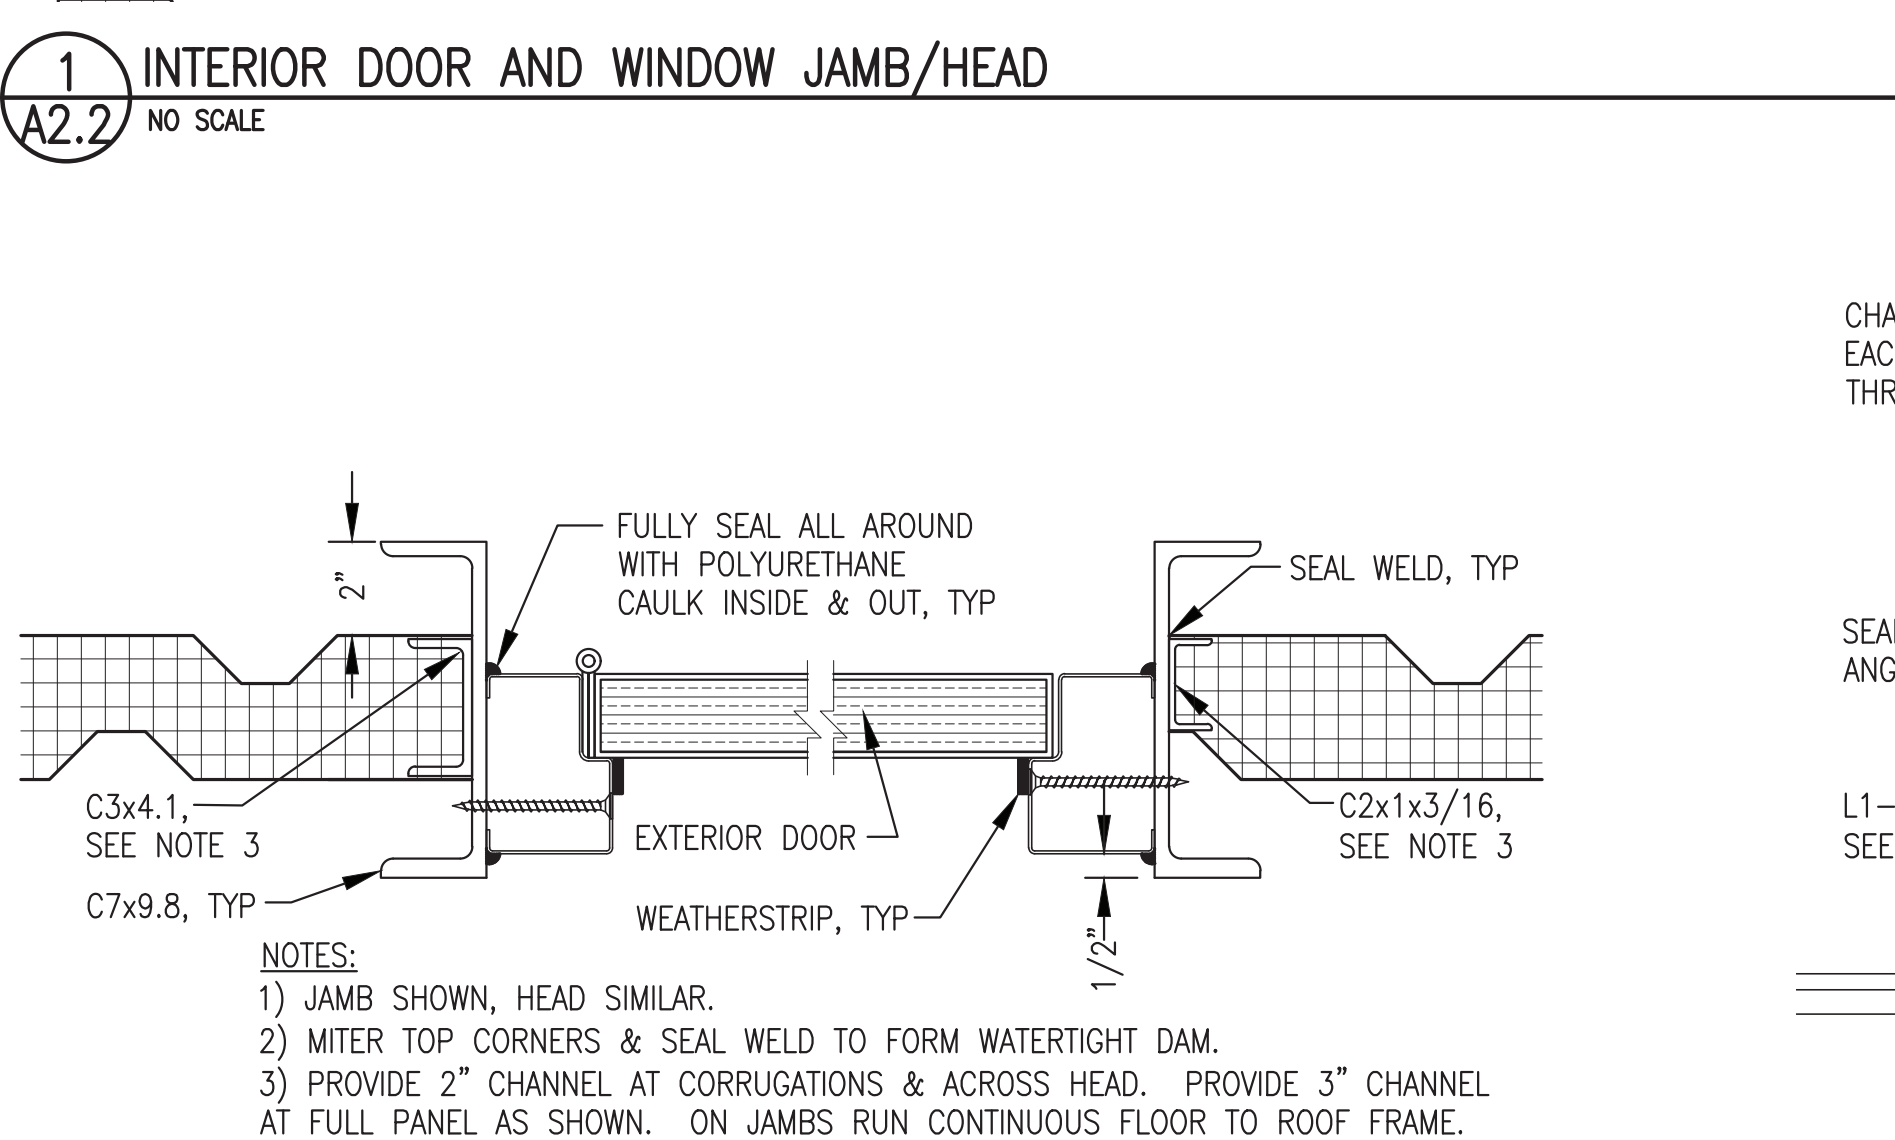 1
A2.2
INTERIOR DOOR AND WINDOW JAMB/HEAD
NO SCALE
CHA
EAC
THR
2"
FULLY SEAL ALL AROUND
WITH POLYURETHANE
CAULK INSIDE & OUT, TYP
SEAL WELD, TYP
SEAL
ANG
C3x4.1,
SEE NOTE 3
EXTERIOR DOOR
C2x1x3/16,
SEE NOTE 3
L1-
SEE
C7x9.8, TYP
WEATHERSTRIP, TYP
1/2"
NOTES:
1) JAMB SHOWN, HEAD SIMILAR.
2) MITER TOP CORNERS & SEAL WELD TO FORM WATERTIGHT DAM.
3) PROVIDE 2" CHANNEL AT CORRUGATIONS & ACROSS HEAD. PROVIDE 3" CHANNEL
AT FULL PANEL AS SHOWN. ON JAMBS RUN CONTINUOUS FLOOR TO ROOF FRAME.